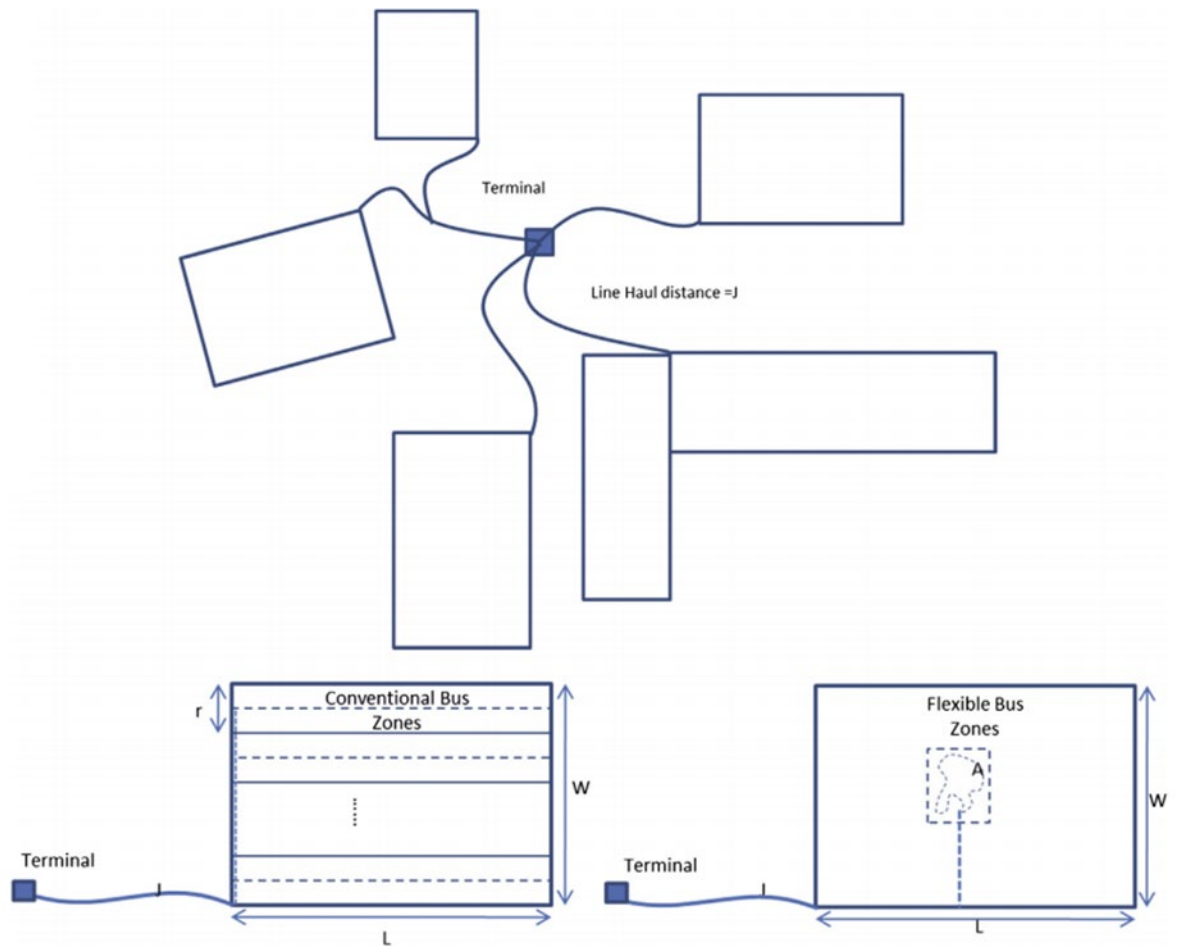 Terminal
Line Haul distance =J
Conventional Bus
Zones
r
W
Terminal
J
L
Flexible Bus
Zones
A
W
Terminal
J
L